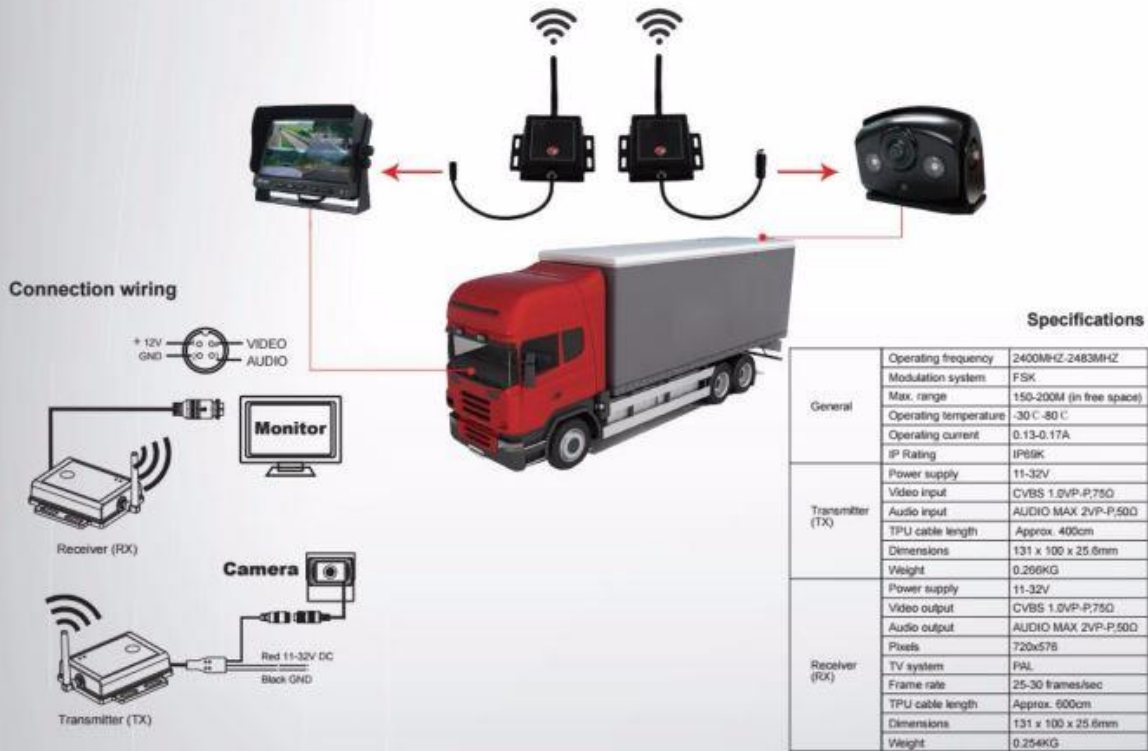 Connection wiring
+ 12V
GND
VIDEO
AUDIO
Monitor
Receiver (RX)
Camera
Red 11-32V DC
Black GND
Transmitter (TX)
Specifications
General
Operating frequency 2400MHZ-2483MHZ
Modulation system FSK
Max. range 150-200M (in free space)
Operating temperature -30℃-80℃
Operating current 0.13-0.17A
IP Rating IP69K
Transmitter
(TX)
Power supply 11-32V
Video input CVBS 1.0VP-P,75Ω
Audio input AUDIO MAX 2VP-P,50Ω
TPU cable length Approx. 400cm
Dimensions 131 x 100 x 25.6mm
Weight 0.266KG
Receiver
(RX)
Power supply 11-32V
Video output CVBS 1.0VP-P,75Ω
Audio output AUDIO MAX 2VP-P,50Ω
Pixels 720x576
TV system PAL
Frame rate 25-30 frames/sec
TPU cable length Approx. 600cm
Dimensions 131 x 100 x 25.6mm
Weight 0.254KG